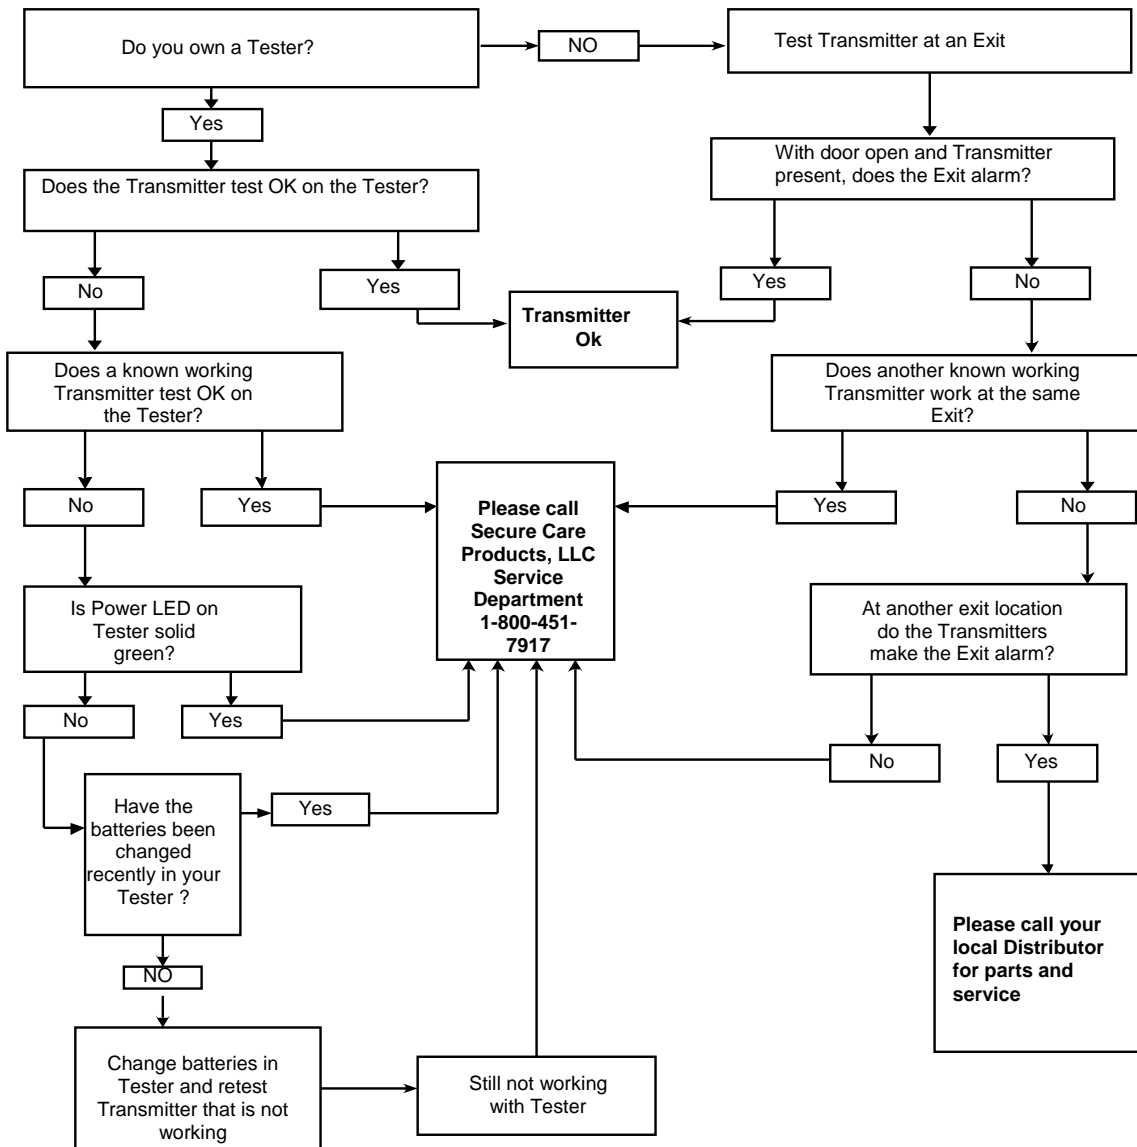 Do you own a Tester?
NO
Test Transmitter at an Exit
Yes
With door open and Transmitter
present, does the Exit alarm?
Does the Transmitter test OK on the Tester?
No
Yes
Yes
No
Transmitter
Ok
Does a known working
Transmitter test OK on
the Tester?
Does another known working
Transmitter work at the same
Exit?
No
Yes
Please call
Secure Care
Products, LLC
Service
Department
1-800-451-
7917
Yes
No
Is Power LED on
Tester solid
green?
At another exit location
do the Transmitters
make the Exit alarm?
No
Yes
No
Yes
Have the
batteries been
changed
recently in your
Tester ?
Yes
Please call your
local Distributor
for parts and
service
NO
Change batteries in
Tester and retest
Transmitter that is not
working
Still not working
with Tester